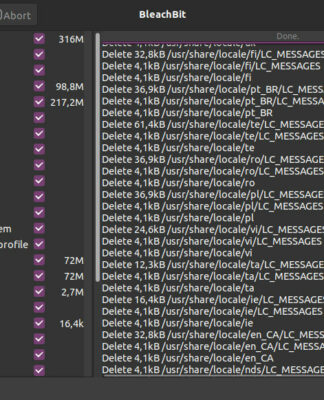 Abort
BleachBit
Done.
316M
98,8M
217,2M
em
profile
72M
72M
2,7M
16,4k
Delete 32,8kB /usr/share/locale/fi/LC_MESSAGES
Delete 4,1kB /usr/share/locale/fi/LC_MESSAGES
Delete 4,1kB /usr/share/locale/fi
Delete 36,9kB /usr/share/locale/pt_BR/LC_MESS
Delete 4,1kB /usr/share/locale/pt_BR/LC_MESSA
Delete 4,1kB /usr/share/locale/pt_BR
Delete 61,4kB /usr/share/locale/te/LC_MESSAGE
Delete 4,1kB /usr/share/locale/te/LC_MESSAGES
Delete 4,1kB /usr/share/locale/te
Delete 36,9kB /usr/share/locale/ro/LC_MESSAGE
Delete 4,1kB /usr/share/locale/ro/LC_MESSAGES
Delete 4,1kB /usr/share/locale/ro
Delete 36,9kB /usr/share/locale/pl/LC_MESSAGE
Delete 4,1kB /usr/share/locale/pl/LC_MESSAGES
Delete 4,1kB /usr/share/locale/pl
Delete 24,6kB /usr/share/locale/vi/LC_MESSAGE
Delete 4,1kB /usr/share/locale/vi/LC_MESSAGES
Delete 4,1kB /usr/share/locale/vi
Delete 12,3kB /usr/share/locale/ta/LC_MESSAGE
Delete 4,1kB /usr/share/locale/ta/LC_MESSAGES
Delete 4,1kB /usr/share/locale/ta
Delete 16,4kB /usr/share/locale/ie/LC_MESSAGE
Delete 4,1kB /usr/share/locale/ie/LC_MESSAGES
Delete 4,1kB /usr/share/locale/ie
Delete 32,8kB /usr/share/locale/en_CA/LC_MESS
Delete 4,1kB /usr/share/locale/en_CA/LC_MESSA
Delete 4,1kB /usr/share/locale/en_CA
Delete 4,1kB /usr/share/locale/nds/LC_MESSAGE